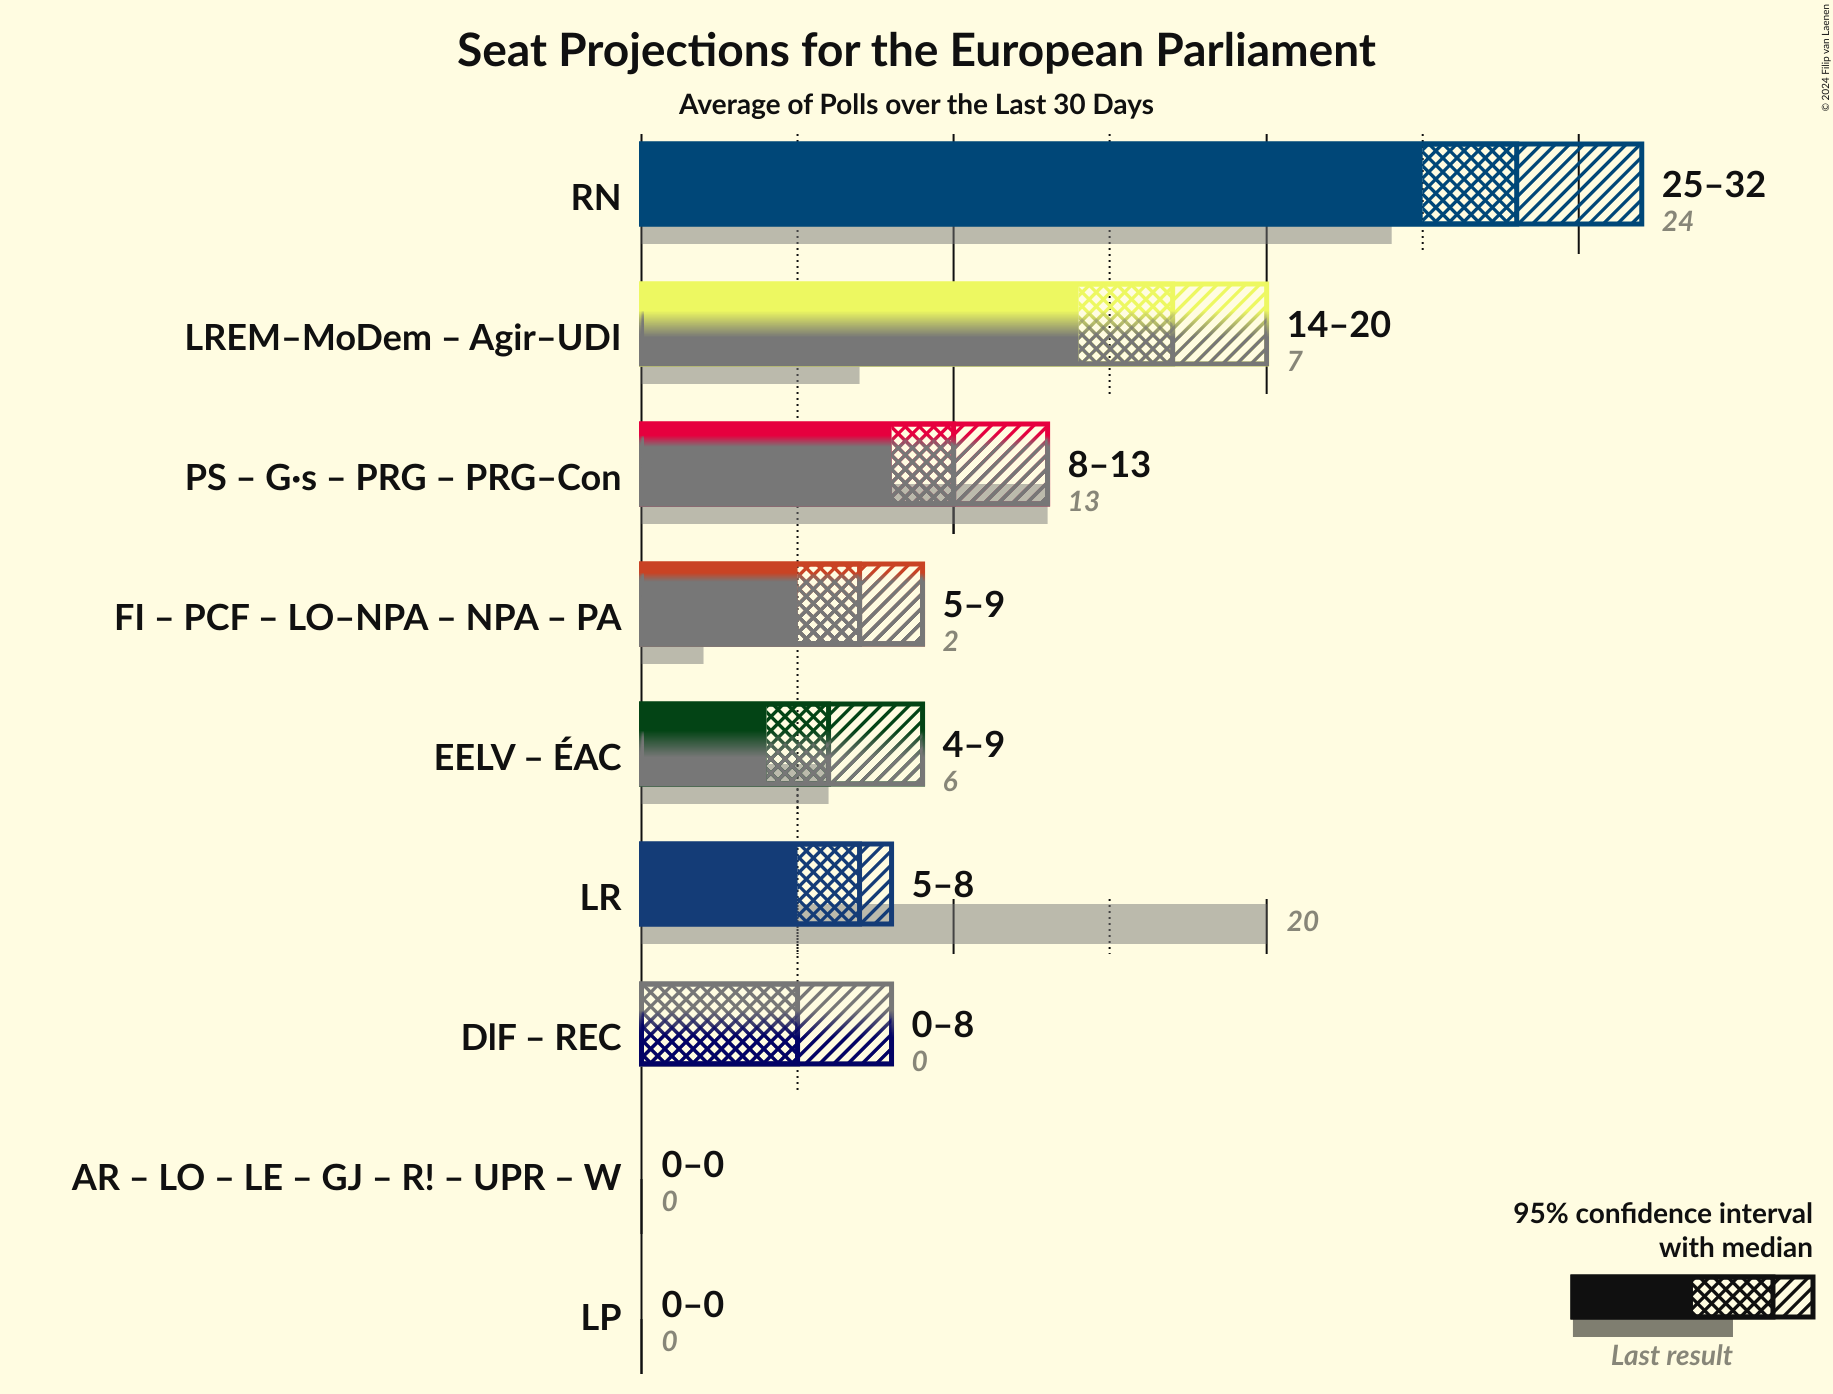 Seat Projections for the European Parliament
Average of Polls over the Last 30 Days
© 2024 Filip van Laenen
RN
25–32
24
LREM–MoDem – Agir–UDI
14–20
7
PS – G·s – PRG – PRG–Con
8–13
13
FI – PCF – LO–NPA – NPA – PA
5–9
2
EELV – ÉAC
4–9
6
LR
5–8
20
DlF – REC
0–8
0
AR – LO – LE – GJ – R! – UPR – W
0–0
0
LP
0–0
0
95% confidence interval
with median
Last result